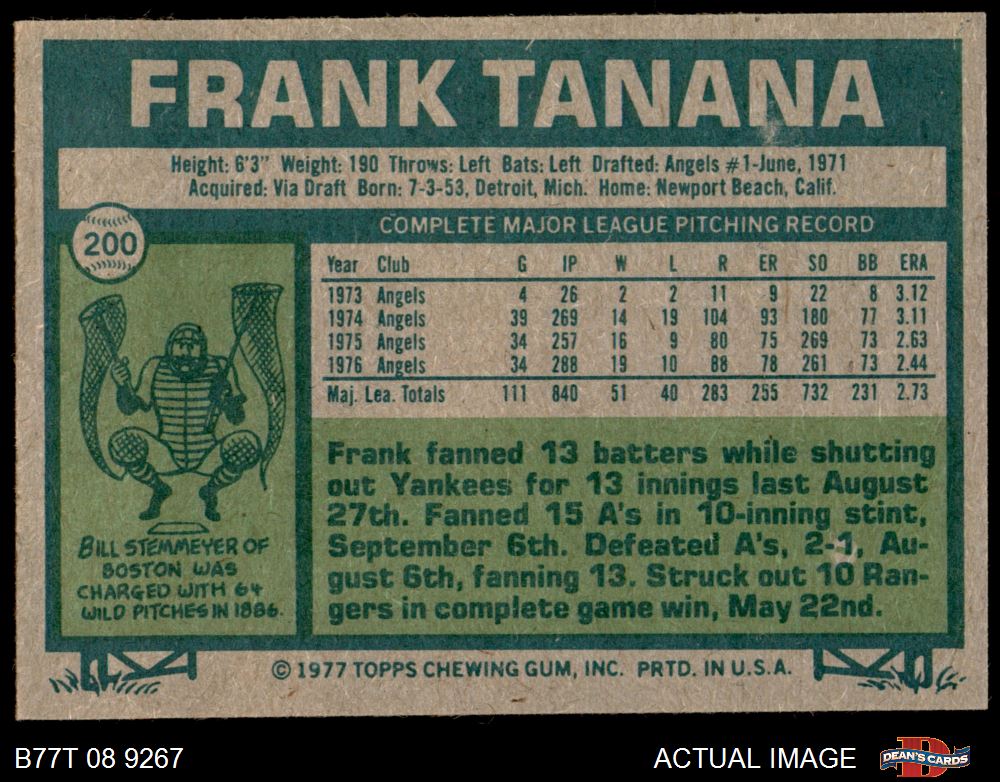 FRANK TANANA
Height: 6'3" Weight: 190 Throws: Left Bats: Left Drafted: Angels #1-June, 1971
Acquired: Via Draft Born: 7-3-53, Detroit, Mich. Home: Newport Beach, Calif.
200
COMPLETE MAJOR LEAGUE PITCHING RECORD
Year Club G IP W L R ER SO BB ERA
1973 Angels 4 26 2 2 11 9 22 8 3.12
1974 Angels 39 269 14 19 104 93 180 77 3.11
1975 Angels 34 257 16 9 80 75 269 73 2.63
1976 Angels 34 288 19 10 88 78 261 73 2.44
Maj. Lea. Totals 111 840 51 40 283 255 732 231 2.73
BILL STEMMEYER OF
BOSTON WAS
CHARGED WITH 64
WILD PITCHES IN 1886.
Frank fanned 13 batters while shutting
out Yankees for 13 innings last August
27th. Fanned 15 A's in 10-inning stint,
September 6th. Defeated A's, 2-1, Au-
gust 6th, fanning 13. Struck out 10 Ran-
gers in complete game win, May 22nd.
© 1977 TOPPS CHEWING GUM, INC. PRTD. IN U.S.A.
B77T 08 9267
ACTUAL IMAGE
DEAN'S CARDS